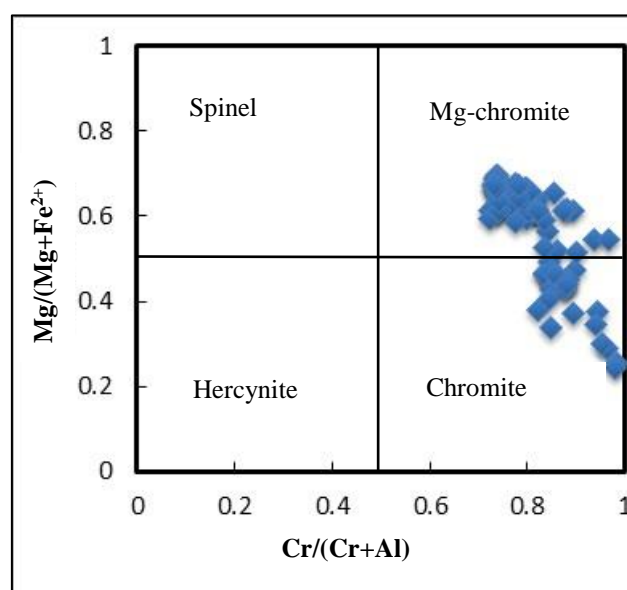 1
Spinel
Mg-chromite
0.8
0.6
Mg/(Mg+Fe²⁺)
0.4
0.2
Hercynite
Chromite
0
0 0.2 0.4 0.6 0.8 1
Cr/(Cr+Al)